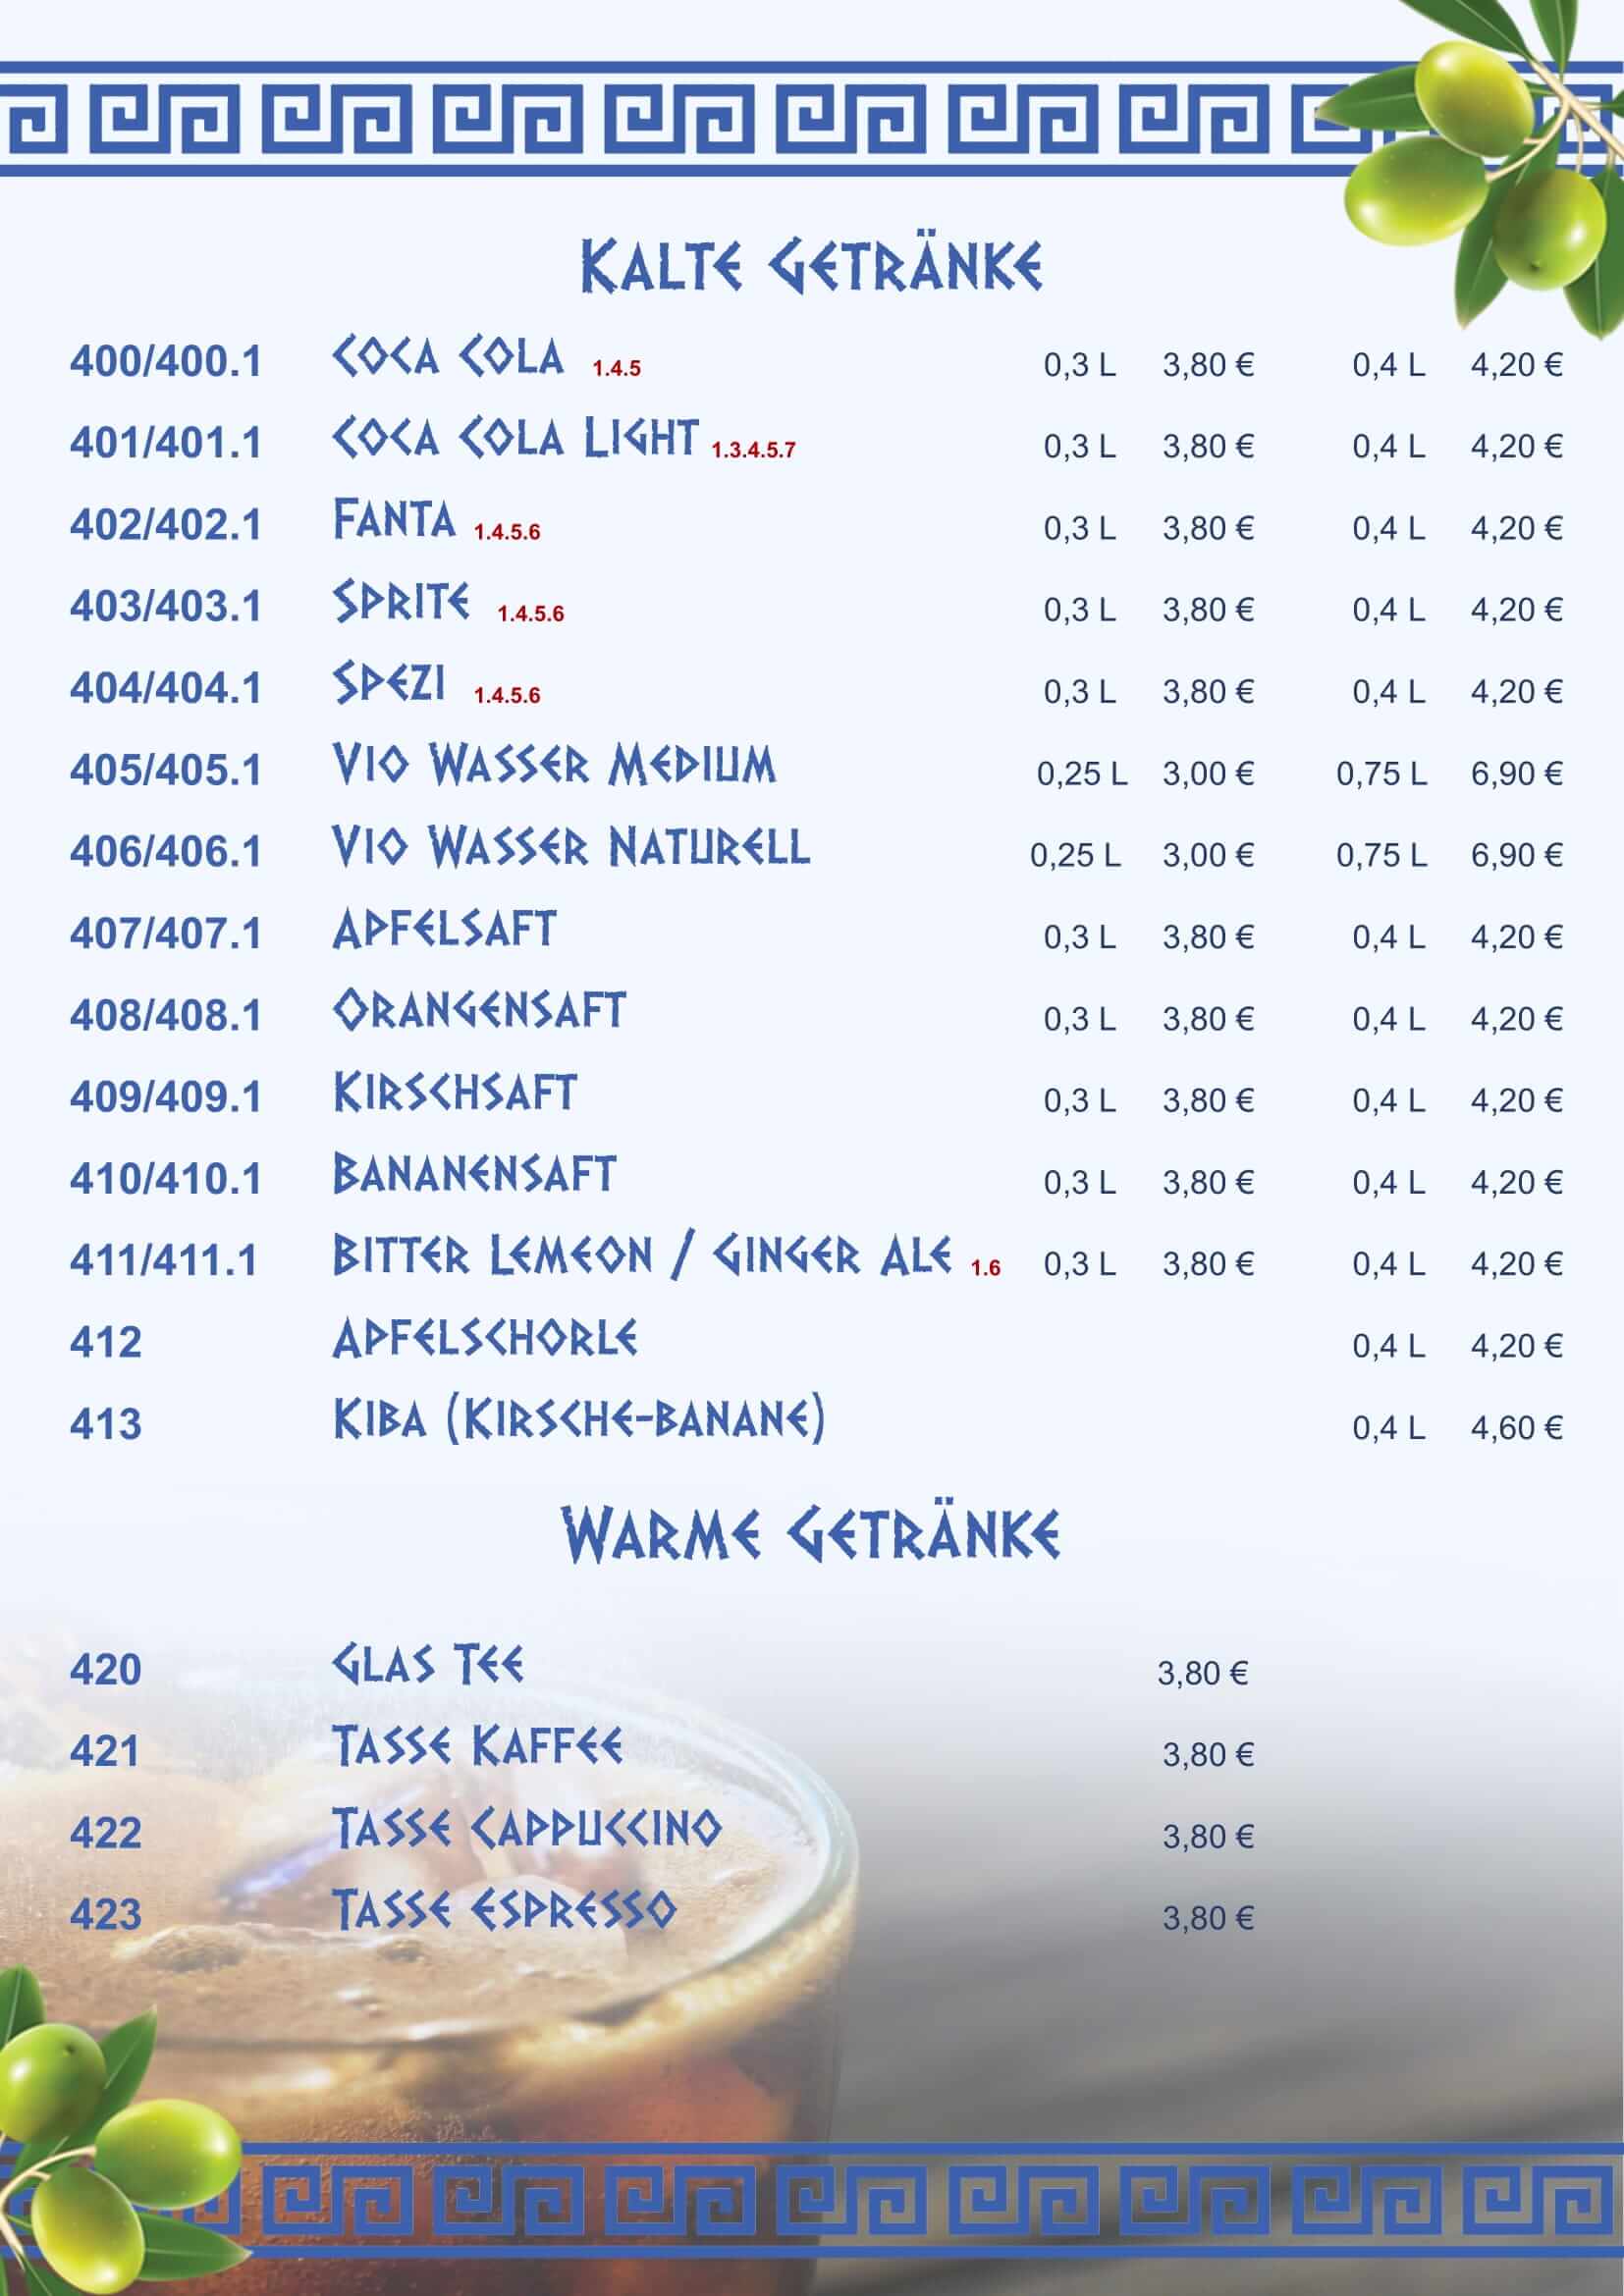 Kalte Getränke
400/400.1 Coca Cola 1.4.5 0,3 L 3,80 € 0,4 L 4,20 €
401/401.1 Coca Cola Light 1.3.4.5.7 0,3 L 3,80 € 0,4 L 4,20 €
402/402.1 Fanta 1.4.5.6 0,3 L 3,80 € 0,4 L 4,20 €
403/403.1 Sprite 1.4.5.6 0,3 L 3,80 € 0,4 L 4,20 €
404/404.1 Spezi 1.4.5.6 0,3 L 3,80 € 0,4 L 4,20 €
405/405.1 Vio Wasser Medium 0,25 L 3,00 € 0,75 L 6,90 €
406/406.1 Vio Wasser Naturell 0,25 L 3,00 € 0,75 L 6,90 €
407/407.1 Apfelsaft 0,3 L 3,80 € 0,4 L 4,20 €
408/408.1 Orangensaft 0,3 L 3,80 € 0,4 L 4,20 €
409/409.1 Kirschsaft 0,3 L 3,80 € 0,4 L 4,20 €
410/410.1 Bananensaft 0,3 L 3,80 € 0,4 L 4,20 €
411/411.1 Bitter Lemeon / Ginger Ale 1.6 0,3 L 3,80 € 0,4 L 4,20 €
412 Apfelschorle 0,4 L 4,20 €
413 Kiba (Kirsche-banane) 0,4 L 4,60 €
Warme Getränke
420 Glas Tee 3,80 €
421 Tasse Kaffee 3,80 €
422 Tasse Cappuccino 3,80 €
423 Tasse Espresso 3,80 €